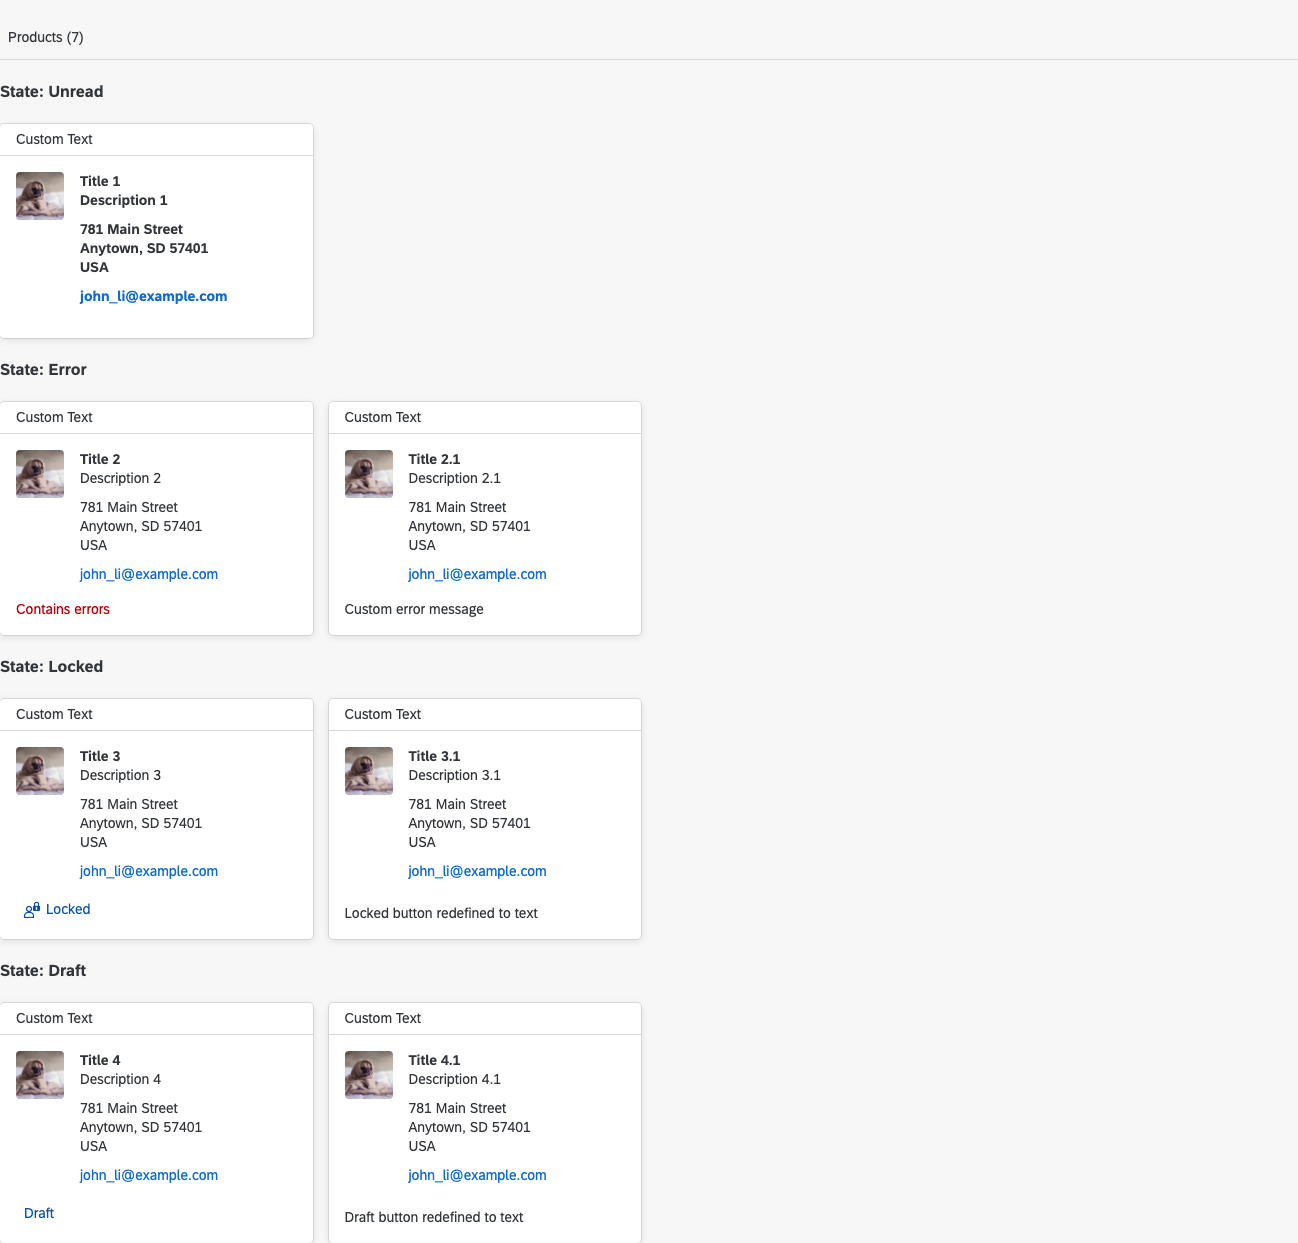 Products (7)
State: Unread
Custom Text
Title 1
Description 1
781 Main Street
Anytown, SD 57401
USA
john_li@example.com
State: Error
Custom Text
Title 2
Description 2
781 Main Street
Anytown, SD 57401
USA
john_li@example.com
Contains errors
Custom Text
Title 2.1
Description 2.1
781 Main Street
Anytown, SD 57401
USA
john_li@example.com
Custom error message
State: Locked
Custom Text
Title 3
Description 3
781 Main Street
Anytown, SD 57401
USA
john_li@example.com
Locked
Custom Text
Title 3.1
Description 3.1
781 Main Street
Anytown, SD 57401
USA
john_li@example.com
Locked button redefined to text
State: Draft
Custom Text
Title 4
Description 4
781 Main Street
Anytown, SD 57401
USA
john_li@example.com
Draft
Custom Text
Title 4.1
Description 4.1
781 Main Street
Anytown, SD 57401
USA
john_li@example.com
Draft button redefined to text